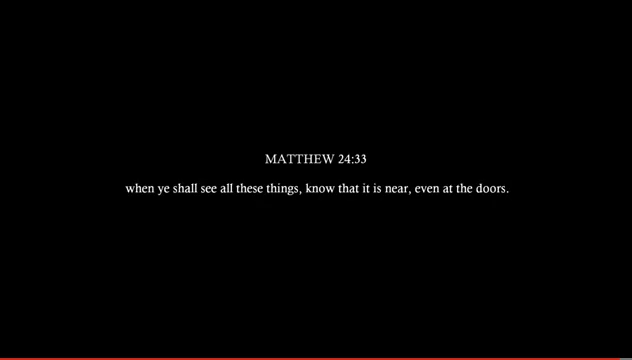 MATTHEW 24:33
when ye shall see all these things, know that it is near, even at the doors.